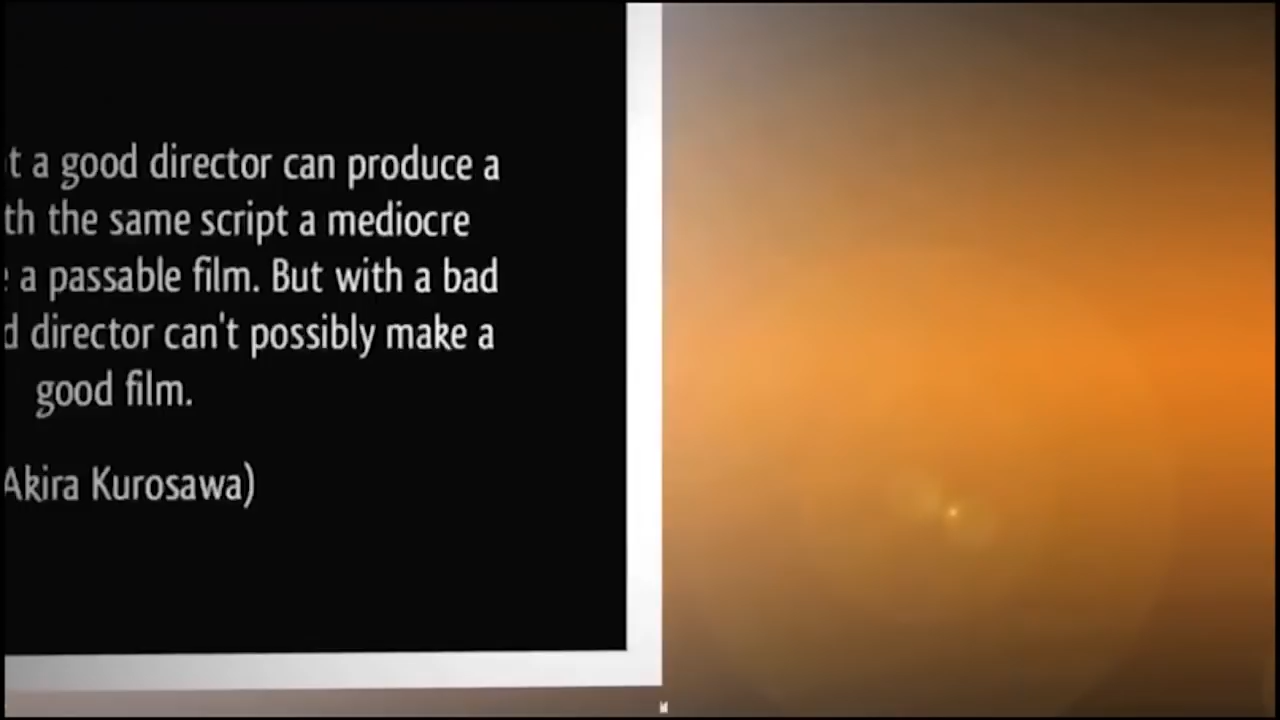 a good director can produce a
the same script a mediocre
a passable film. But with a bad
director can't possibly make a
good film.
Akira Kurosawa)